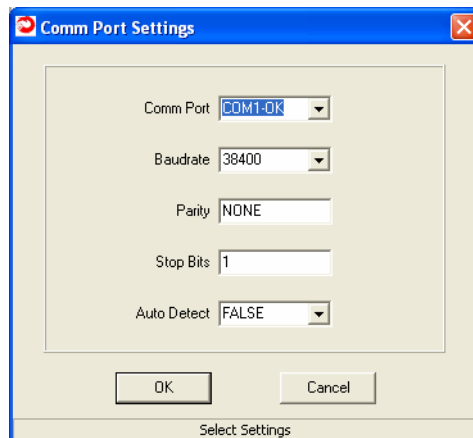 Comm Port Settings
Comm Port COM1-OK
Baudrate 38400
Parity NONE
Stop Bits 1
Auto Detect FALSE
OK Cancel
Select Settings